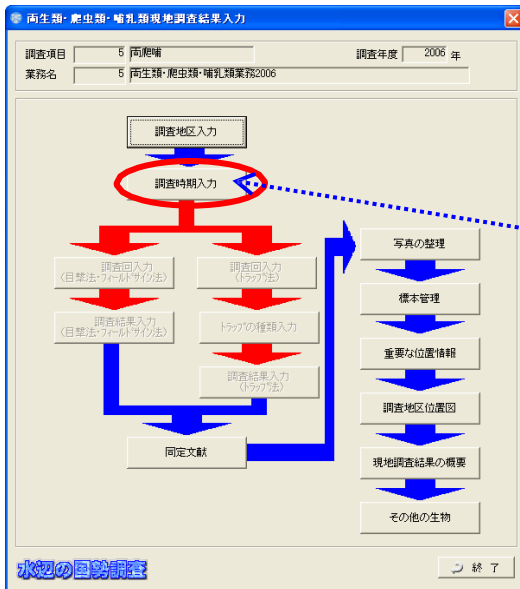 両生類・爬虫類・哺乳類現地調査結果入力
調査項目 5 両爬哺 調査年度 2006 年
業務名 5 両生類・爬虫類・哺乳類業務2006
調査地区入力
調査時期入力
調査回入力
(目撃法・フィールドサイン法)
調査結果入力
(目撃法・フィールドサイン法)
調査回入力
(トラップ法)
トラップの種類入力
調査結果入力
(トラップ法)
同定文献
写真の整理
標本管理
重要な位置情報
調査地区位置図
現地調査結果の概要
その他の生物
水辺の国勢調査
終 了